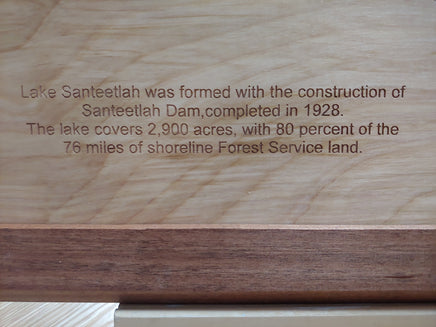 Lake Santeetlah was formed with the construction of
Santeetlah Dam,completed in 1928.
The lake covers 2,900 acres, with 80 percent of the
76 miles of shoreline Forest Service land.